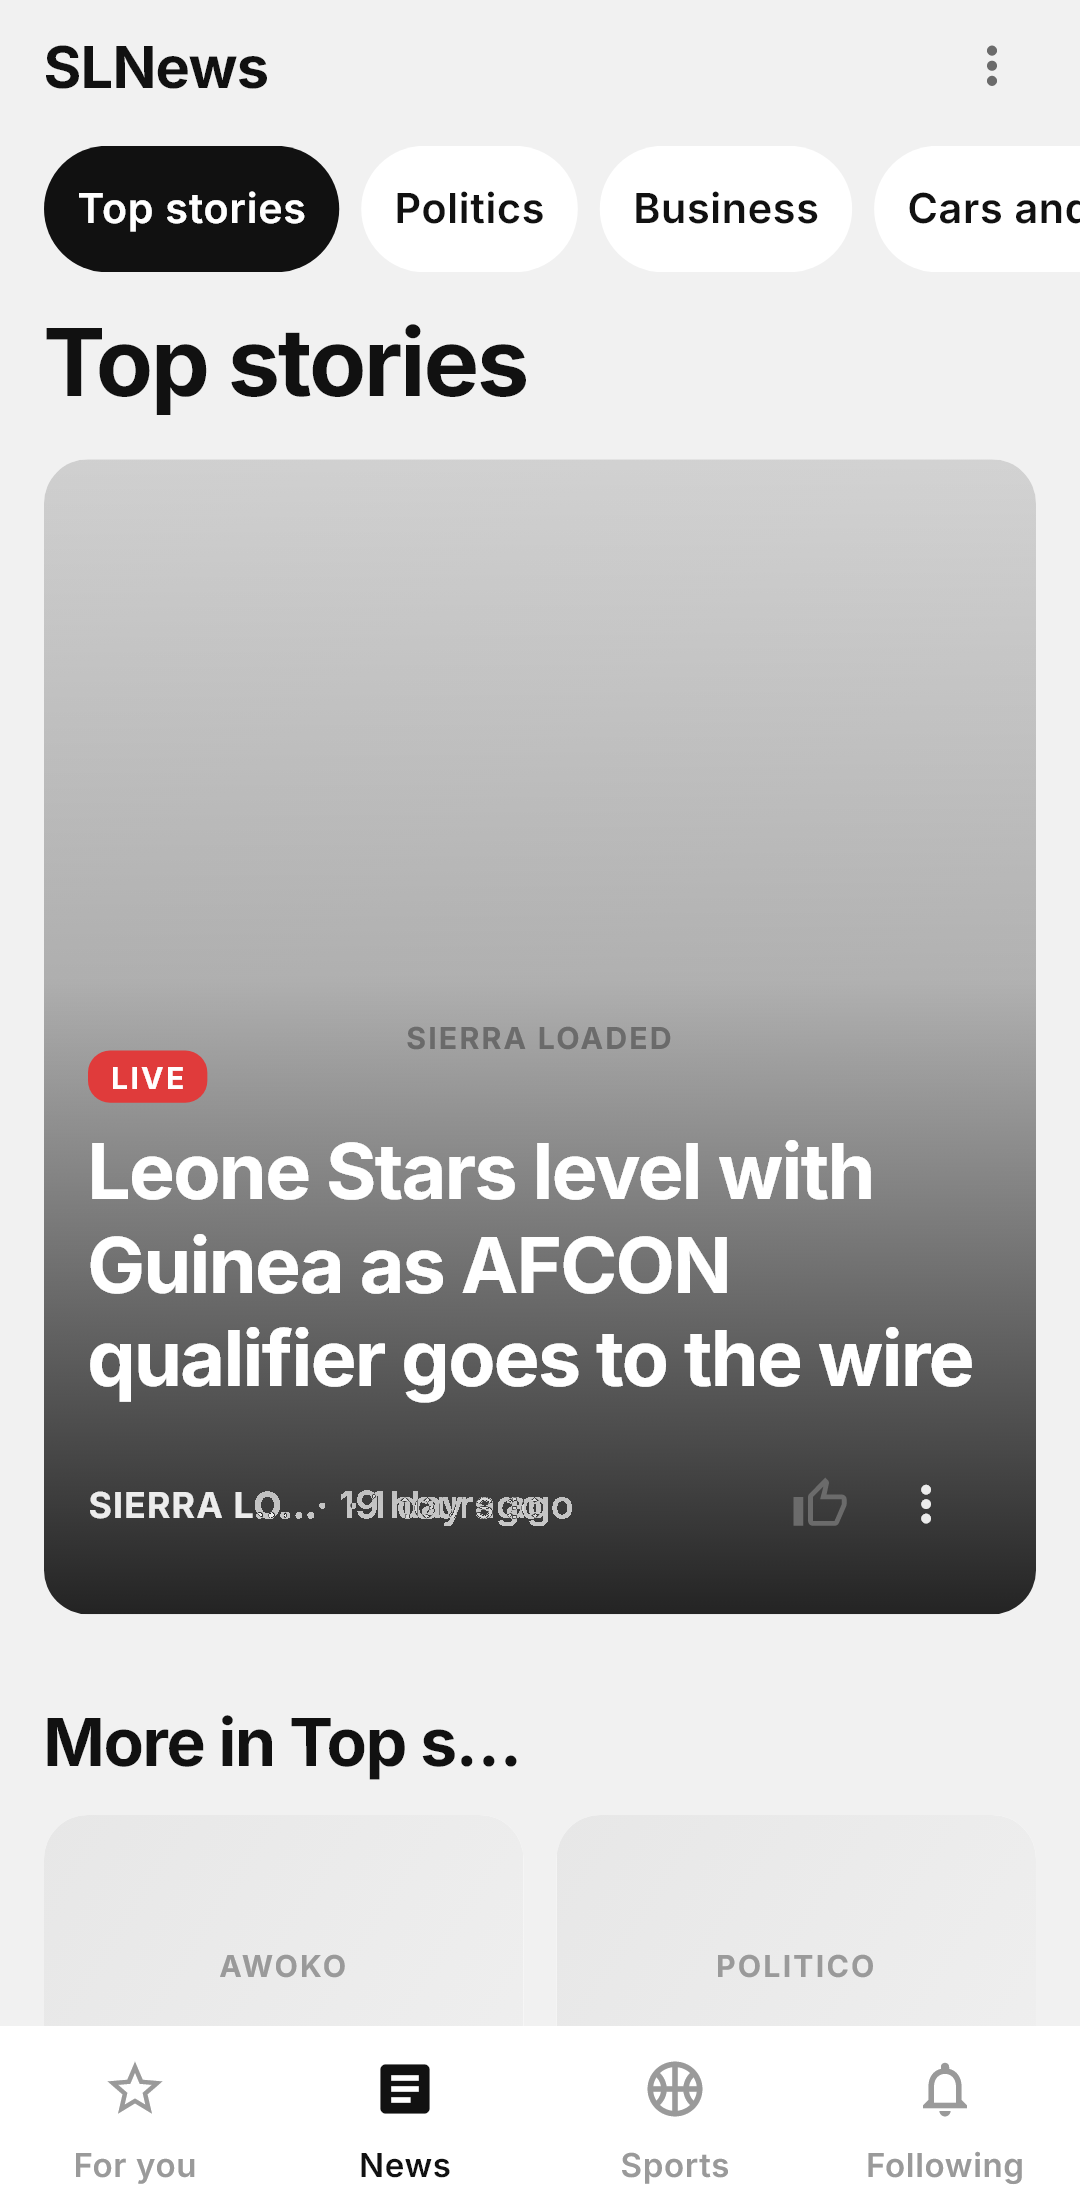 SLNews
Top stories Politics Business Cars and
Top stories
SIERRA LOADED
LIVE
Leone Stars level with
Guinea as AFCON
qualifier goes to the wire
SIERRA LO...
More in Top s...
AWOKO POLITICO
For you News Sports Following